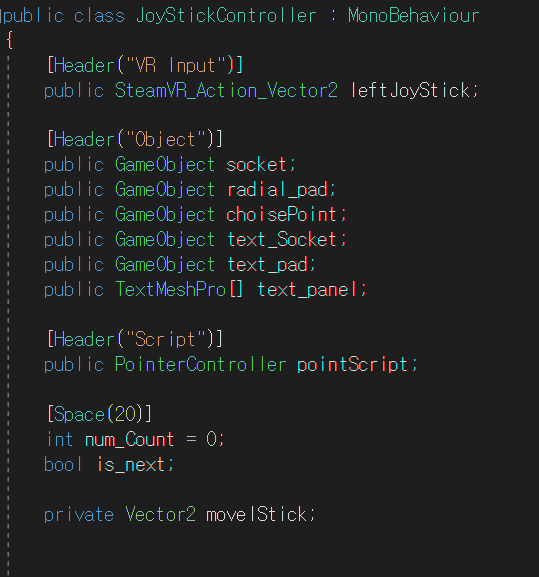 public class JoyStickController : MonoBehaviour
{
[Header("VR Input")]
public SteamVR_Action_Vector2 leftJoyStick;
[Header("Object")]
public GameObject socket;
public GameObject radial_pad;
public GameObject choisePoint;
public GameObject text_Socket;
public GameObject text_pad;
public TextMeshPro[] text_panel;
[Header("Script")]
public PointerController pointScript;
[Space(20)]
int num_Count = 0;
bool is_next;
private Vector2 movelStick;